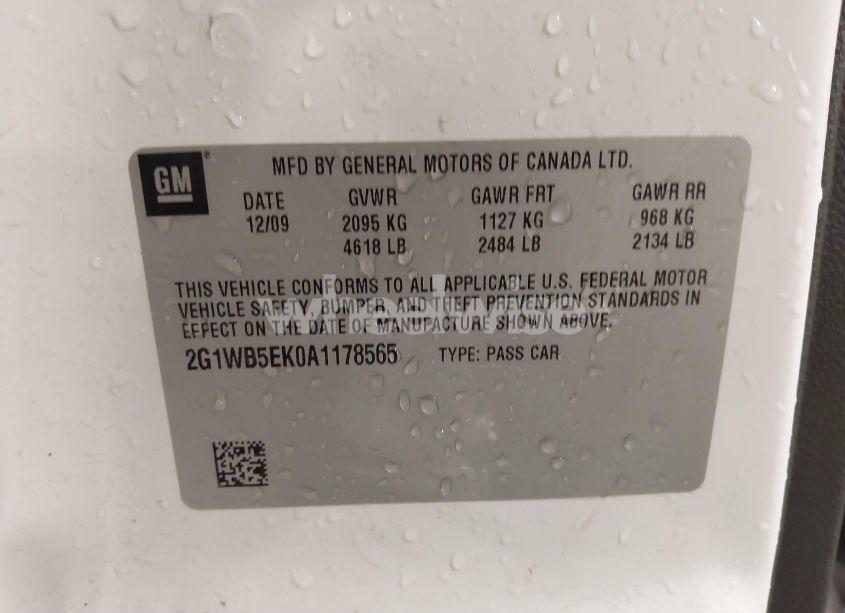 GM
MFD BY GENERAL MOTORS OF CANADA LTD.
DATE GVWR GAWR FRT GAWR RR
12/09 2095 KG 1127 KG 968 KG
4618 LB 2484 LB 2134 LB
THIS VEHICLE CONFORMS TO ALL APPLICABLE U.S. FEDERAL MOTOR
VEHICLE SAFETY, BUMPER, AND THEFT PREVENTION STANDARDS IN
EFFECT ON THE DATE OF MANUFACTURE SHOWN ABOVE.
2G1WB5EK0A1178565 TYPE: PASS CAR